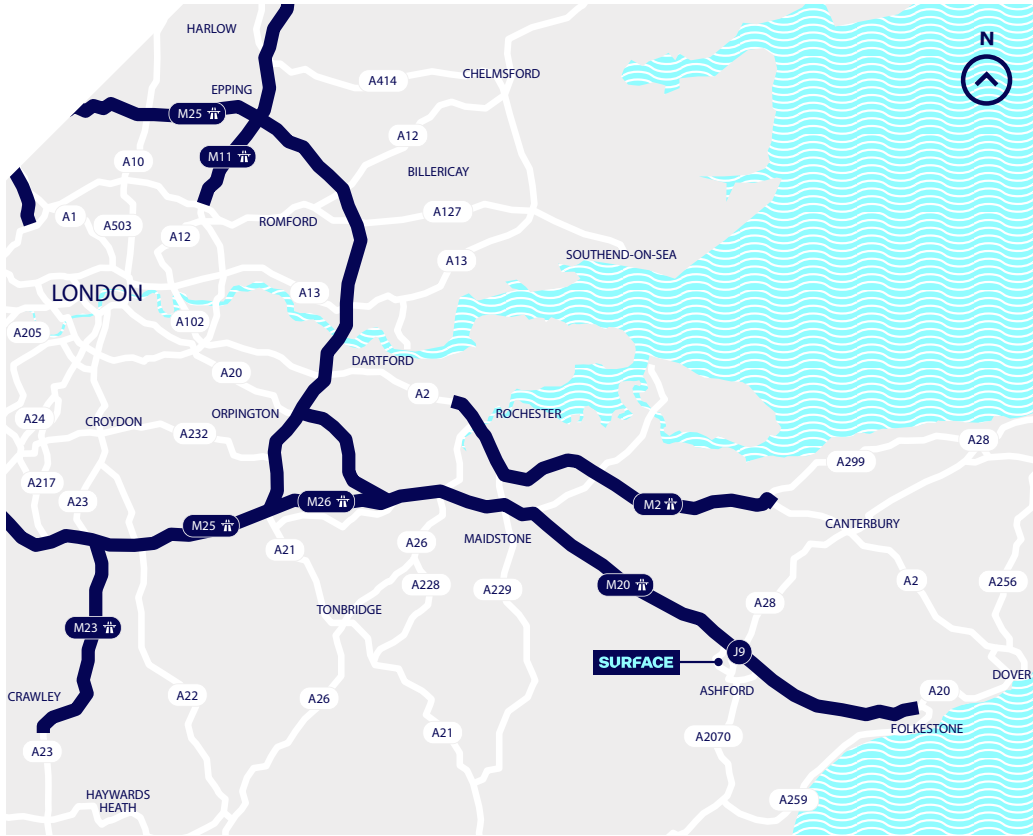 HARLOW
N
A414
CHELMSFORD
EPPING
M25
A12
M11
A10
BILLERICAY
A1
A503
A12
ROMFORD
A127
A13
SOUTHEND-ON-SEA
LONDON
A13
A205
A102
DARTFORD
A20
A2
ORPINGTON
ROCHESTER
A24
CROYDON
A232
A28
A299
A217
A23
M26
M2
M25
CANTERBURY
A21
A26
MAIDSTONE
A228
A229
M20
A2
A256
TONBRIDGE
A28
M23
J9
SURFACE
DOVER
CRAWLEY
A22
A26
ASHFORD
A20
A21
A2070
FOLKESTONE
A23
HAYWARDS
HEATH
A259